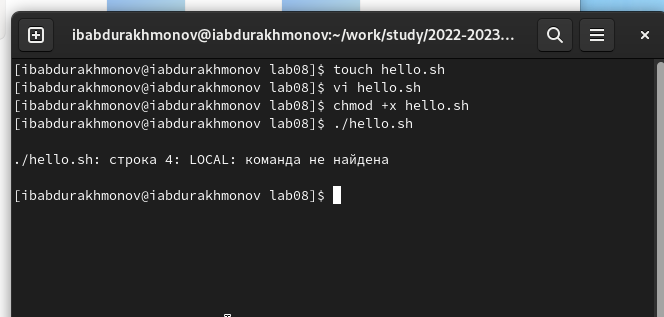 ibabdurakhmonov@iabdurakhmonov:~/work/study/2022-2023...
[ibabdurakhmonov@iabdurakhmonov lab08]$ touch hello.sh
[ibabdurakhmonov@iabdurakhmonov lab08]$ vi hello.sh
[ibabdurakhmonov@iabdurakhmonov lab08]$ chmod +x hello.sh
[ibabdurakhmonov@iabdurakhmonov lab08]$ ./hello.sh
./hello.sh: строка 4: LOCAL: команда не найдена
[ibabdurakhmonov@iabdurakhmonov lab08]$